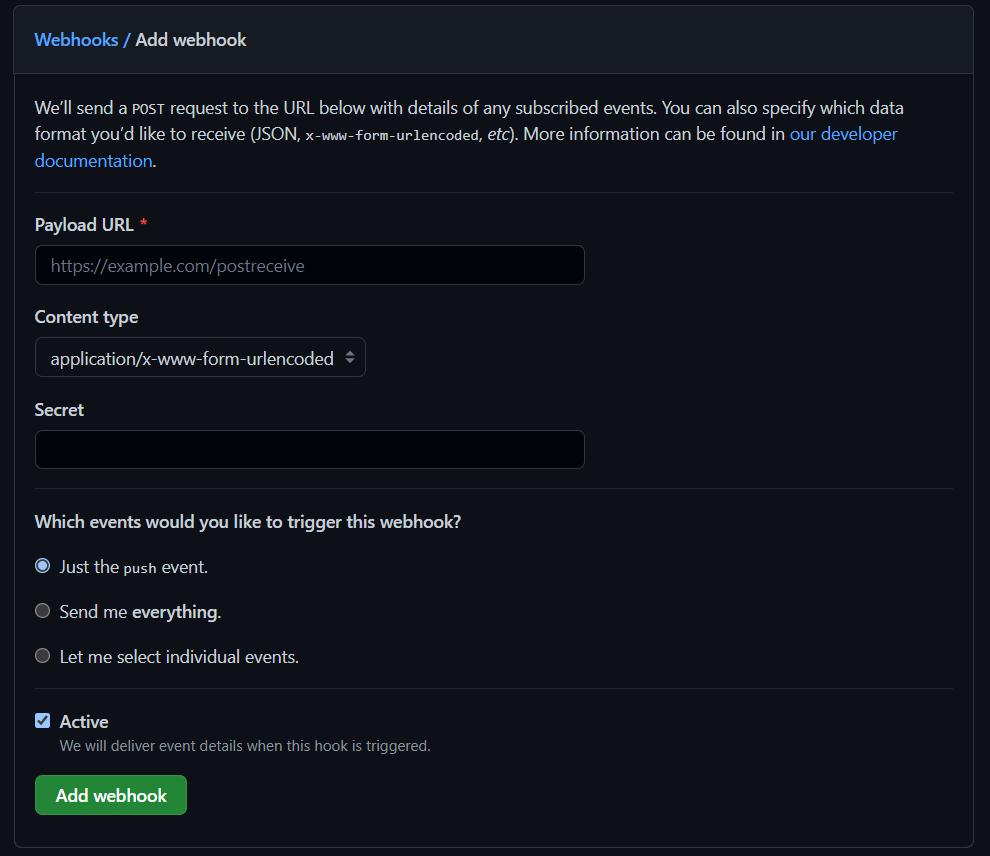 Webhooks / Add webhook
We’ll send a POST request to the URL below with details of any subscribed events. You can also specify which data
format you’d like to receive (JSON, x-www-form-urlencoded, etc). More information can be found in our developer
documentation.
Payload URL *
https://example.com/postreceive
Content type
application/x-www-form-urlencoded
Secret
Which events would you like to trigger this webhook?
Just the push event.
Send me everything.
Let me select individual events.
Active
We will deliver event details when this hook is triggered.
Add webhook